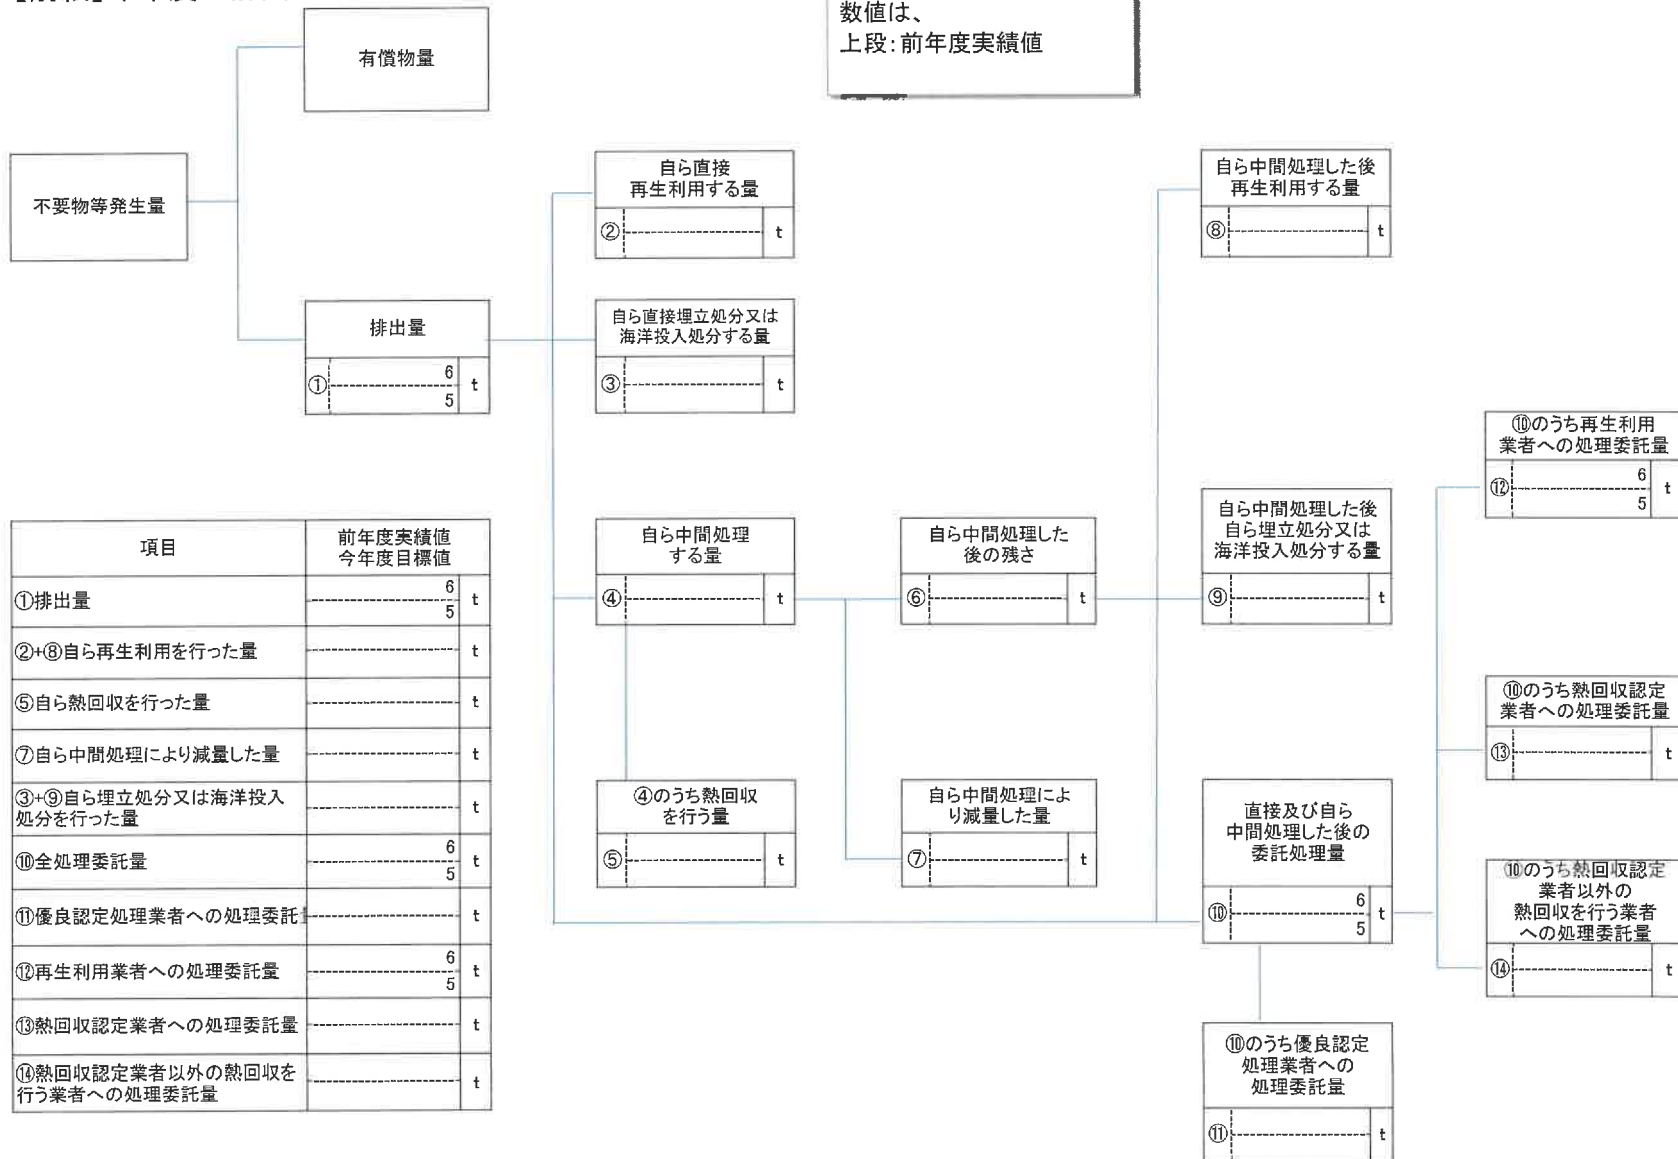 数値は、
上段:前年度実績値
有償物量
不要物等発生量
排出量
① 6 t
5
自ら直接
再生利用する量
② t
自ら直接埋立処分又は
海洋投入処分する量
③ t
自ら中間処理
する量
④ t
④のうち熱回収
を行う量
⑤ t
自ら中間処理した
後の残さ
⑥ t
自ら中間処理によ
り減量した量
⑦ t
自ら中間処理した後
再生利用する量
⑧ t
自ら中間処理した後
自ら埋立処分又は
海洋投入処分する量
⑨ t
直接及び自ら
中間処理した後の
委託処理量
⑩ 6 t
5
⑩のうち優良認定
処理業者への
処理委託量
⑪ t
⑩のうち再生利用
業者への処理委託量
⑫ 6 t
5
⑩のうち熱回収認定
業者への処理委託量
⑬ t
⑩のうち熱回収認定
業者以外の
熱回収を行う業者
への処理委託量
⑭ t
項目 前年度実績値
今年度目標値
①排出量 6 t
5
②+⑧自ら再生利用を行った量 t
⑤自ら熱回収を行った量 t
⑦自ら中間処理により減量した量 t
③+⑨自ら埋立処分又は海洋投入
処分を行った量 t
⑩全処理委託量 6 t
5
⑪優良認定処理業者への処理委託 t
⑫再生利用業者への処理委託量 6 t
5
⑬熱回収認定業者への処理委託量 t
⑭熱回収認定業者以外の熱回収を
行う業者への処理委託量 t